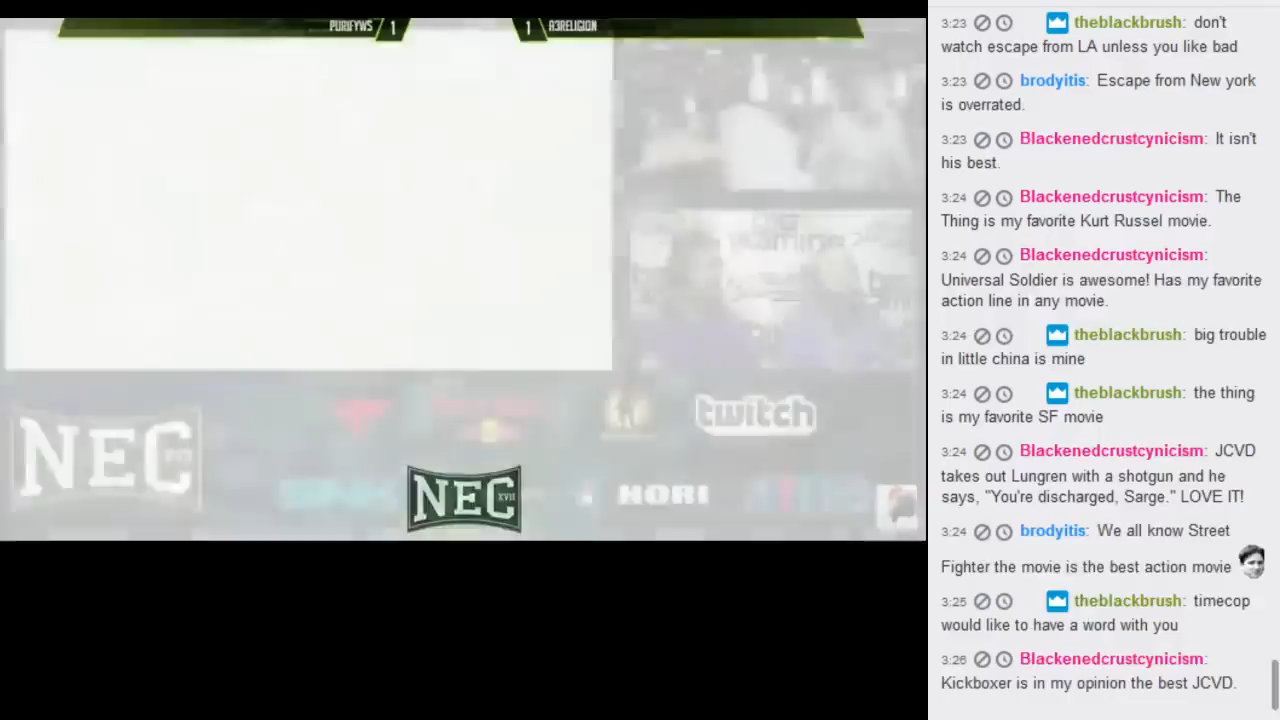 PURIFYWS 1
1 A3RELIGION
NEC
twitch
NEC XVII
HORI
3:23 theblackbrush: don't
watch escape from LA unless you like bad
3:23 brodyitis: Escape from New york
is overrated.
3:23 Blackenedcrustcynicism: It isn't
his best.
3:24 Blackenedcrustcynicism: The
Thing is my favorite Kurt Russel movie.
3:24 Blackenedcrustcynicism:
Universal Soldier is awesome! Has my favorite
action line in any movie.
3:24 theblackbrush: big trouble
in little china is mine
3:24 theblackbrush: the thing
is my favorite SF movie
3:24 Blackenedcrustcynicism: JCVD
takes out Lungren with a shotgun and he
says, "You're discharged, Sarge." LOVE IT!
3:24 brodyitis: We all know Street
Fighter the movie is the best action movie
3:25 theblackbrush: timecop
would like to have a word with you
3:26 Blackenedcrustcynicism:
Kickboxer is in my opinion the best JCVD.